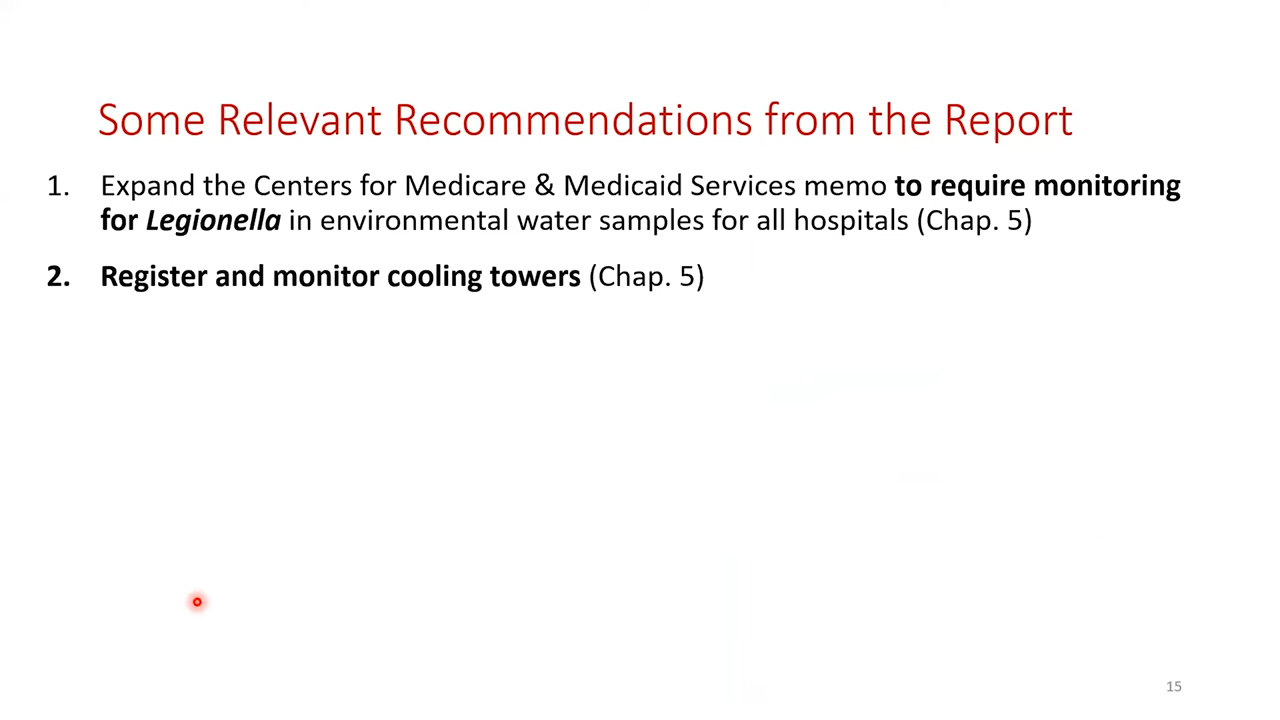 Some Relevant Recommendations from the Report
1. Expand the Centers for Medicare & Medicaid Services memo to require monitoring
for Legionella in environmental water samples for all hospitals (Chap. 5)
2. Register and monitor cooling towers (Chap. 5)
15